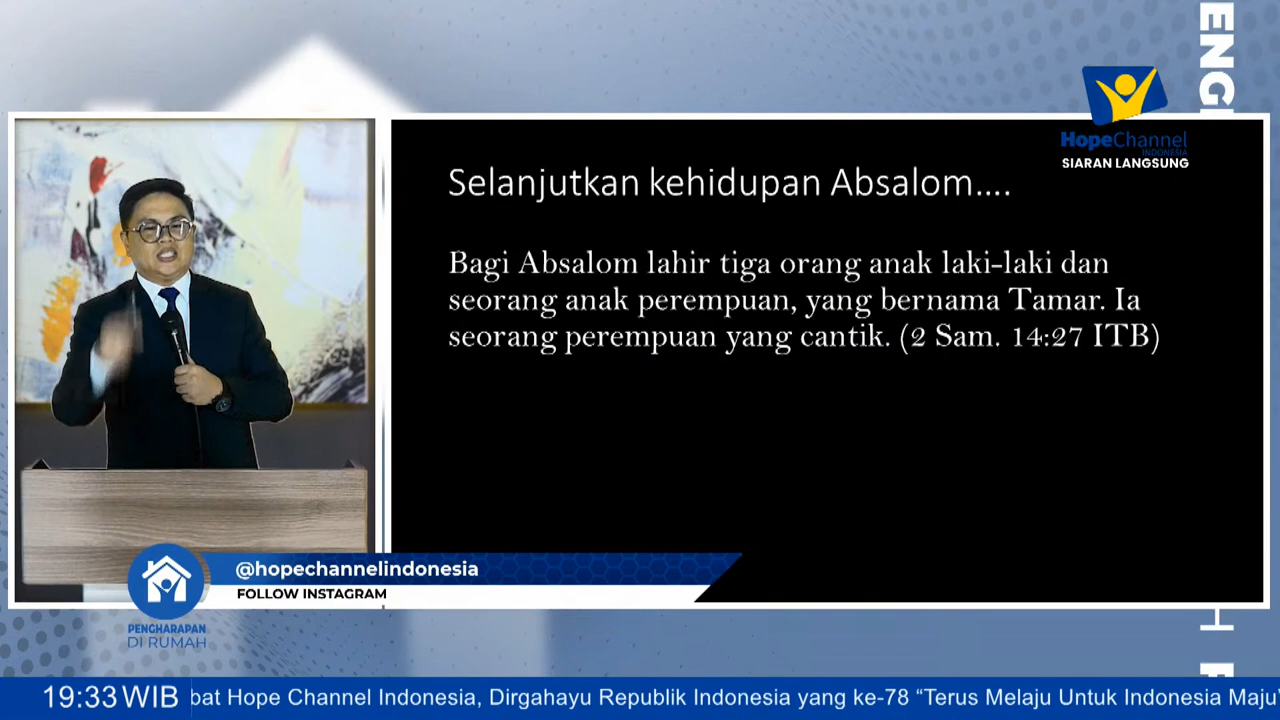 ENG
HopeChannel
INDONESIA
SIARAN LANGSUNG
Selanjutkan kehidupan Absalom....
Bagi Absalom lahir tiga orang anak laki-laki dan
seorang anak perempuan, yang bernama Tamar. Ia
seorang perempuan yang cantik. (2 Sam. 14:27 ITB)
@hopechannelindonesia
FOLLOW INSTAGRAM
PENGHARAPAN
DI RUMAH
19:33 WIB
bat Hope Channel Indonesia, Dirgahayu Republik Indonesia yang ke-78 “Terus Melaju Untuk Indonesia Maju"